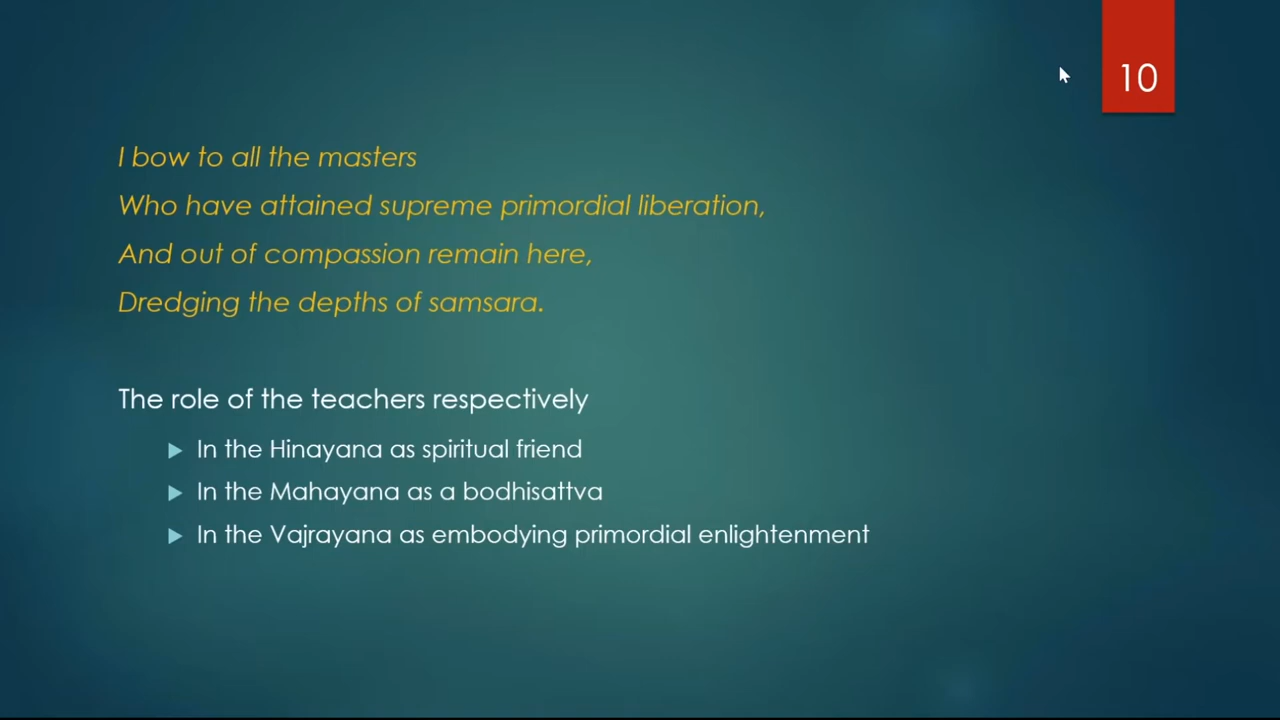 10
I bow to all the masters
Who have attained supreme primordial liberation,
And out of compassion remain here,
Dredging the depths of samsara.
The role of the teachers respectively
In the Hinayana as spiritual friend
In the Mahayana as a bodhisattva
In the Vajrayana as embodying primordial enlightenment